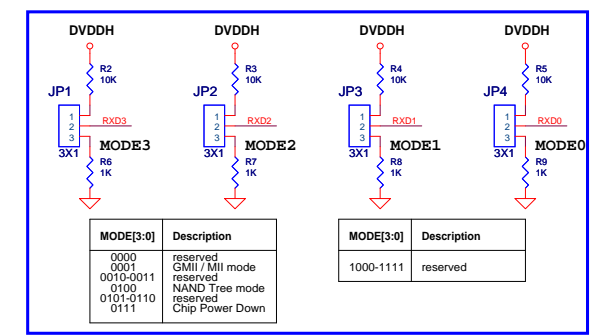 DVDDH DVDDH DVDDH DVDDH
R2 R3 R4 R5
10K 10K 10K 10K
JP1 JP2 JP3 JP4
1 1 1 1
2 RXD3 2 RXD2 2 RXD1 2 RXD0
3 3 3 3
MODE3 MODE2 MODE1 MODE0
3X1 3X1 3X1 3X1
R6 R7 R8 R9
1K 1K 1K 1K
MODE[3:0] Description
0000 reserved
0001 GMII / MII mode
0010-0011 reserved
0100 NAND Tree mode
0101-0110 reserved
0111 Chip Power Down
MODE[3:0] Description
1000-1111 reserved